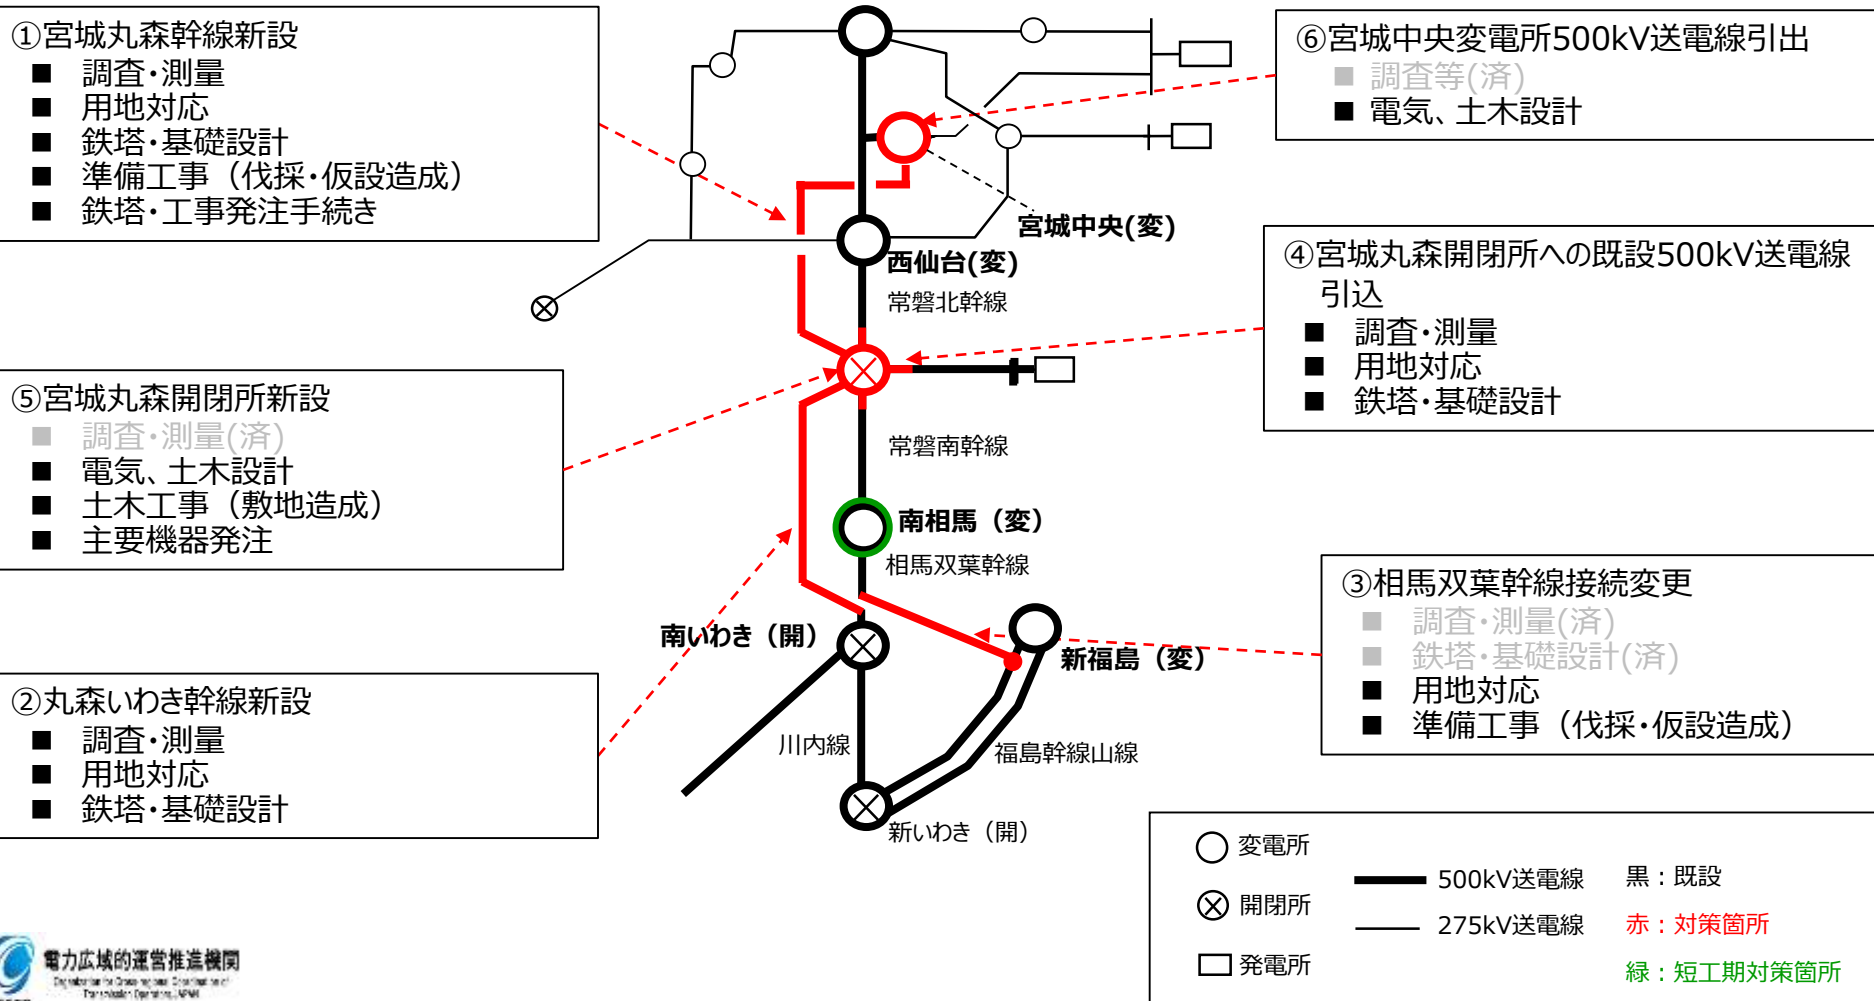 ①宮城丸森幹線新設
■ 調査・測量
■ 用地対応
■ 鉄塔・基礎設計
■ 準備工事（伐採・仮設造成）
■ 鉄塔・工事発注手続き
⑥宮城中央変電所500kV送電線引出
■ 調査等(済)
■ 電気、土木設計
宮城中央(変)
西仙台(変)
常磐北幹線
④宮城丸森開閉所への既設500kV送電線
引込
■ 調査・測量
■ 用地対応
■ 鉄塔・基礎設計
⑤宮城丸森開閉所新設
■ 調査・測量(済)
■ 電気、土木設計
■ 土木工事（敷地造成）
■ 主要機器発注
常磐南幹線
南相馬（変）
相馬双葉幹線
③相馬双葉幹線接続変更
■ 調査・測量(済)
■ 鉄塔・基礎設計(済)
■ 用地対応
■ 準備工事（伐採・仮設造成）
南いわき（開）
新福島（変）
②丸森いわき幹線新設
■ 調査・測量
■ 用地対応
■ 鉄塔・基礎設計
川内線
福島幹線山線
新いわき（開）
変電所
開閉所
発電所
500kV送電線
275kV送電線
黒：既設
赤：対策箇所
緑：短工期対策箇所
電力広域的運営推進機関
Organization for Cross-regional Coordination of
Transmission Operators, JAPAN